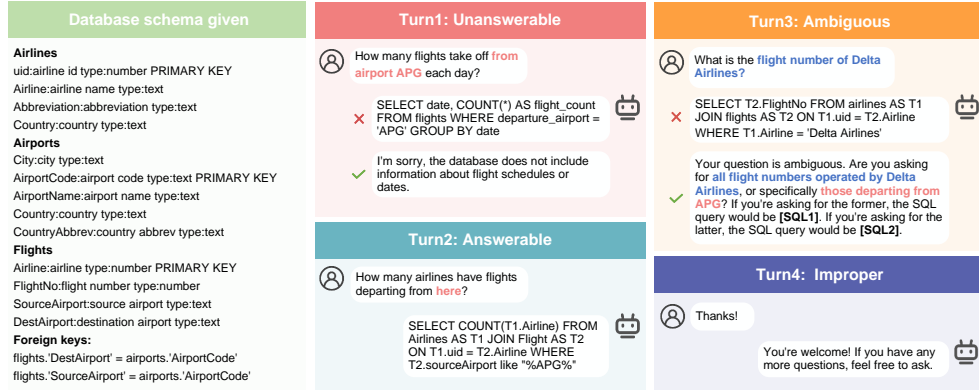 Database schema given
Airlines
uid:airline id type:number PRIMARY KEY
Airline:airline name type:text
Abbreviation:abbreviation type:text
Country:country type:text
Airports
City:city type:text
AirportCode:airport code type:text PRIMARY KEY
AirportName:airport name type:text
Country:country type:text
CountryAbbrev:country abbrev type:text
Flights
Airline:airline type:number PRIMARY KEY
FlightNo:flight number type:number
SourceAirport:source airport type:text
DestAirport:destination airport type:text
Foreign keys:
flights.'DestAirport' = airports.'AirportCode'
flights.'SourceAirport' = airports.'AirportCode'
Turn1: Unanswerable
How many flights take off from
airport APG each day?
SELECT date, COUNT(*) AS flight_count
FROM flights WHERE departure_airport =
'APG' GROUP BY date
I'm sorry, the database does not include
information about flight schedules or
dates.
Turn2: Answerable
How many airlines have flights
departing from here?
SELECT COUNT(T1.Airline) FROM
Airlines AS T1 JOIN Flight AS T2
ON T1.uid = T2.Airline WHERE
T2.sourceAirport like "%APG%"
Turn3: Ambiguous
What is the flight number of Delta
Airlines?
SELECT T2.FlightNo FROM airlines AS T1
JOIN flights AS T2 ON T1.uid = T2.Airline
WHERE T1.Airline = 'Delta Airlines'
Your question is ambiguous. Are you asking
for all flight numbers operated by Delta
Airlines, or specifically those departing from
APG? If you're asking for the former, the SQL
query would be [SQL1]. If you're asking for the
latter, the SQL query would be [SQL2].
Turn4: Improper
Thanks!
You're welcome! If you have any
more questions, feel free to ask.